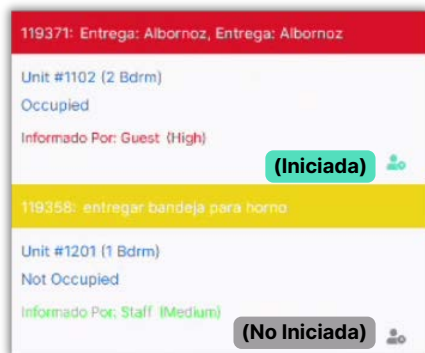 119371: Entrega: Albornoz, Entrega: Albornoz
Unit #1102 (2 Bdrm)
Occupied
Informado Por: Guest (High)
(Iniciada)
119358: entregar bandeja para horno
Unit #1201 (1 Bdrm)
Not Occupied
Informado Por: Staff (Medium)
(No Iniciada)